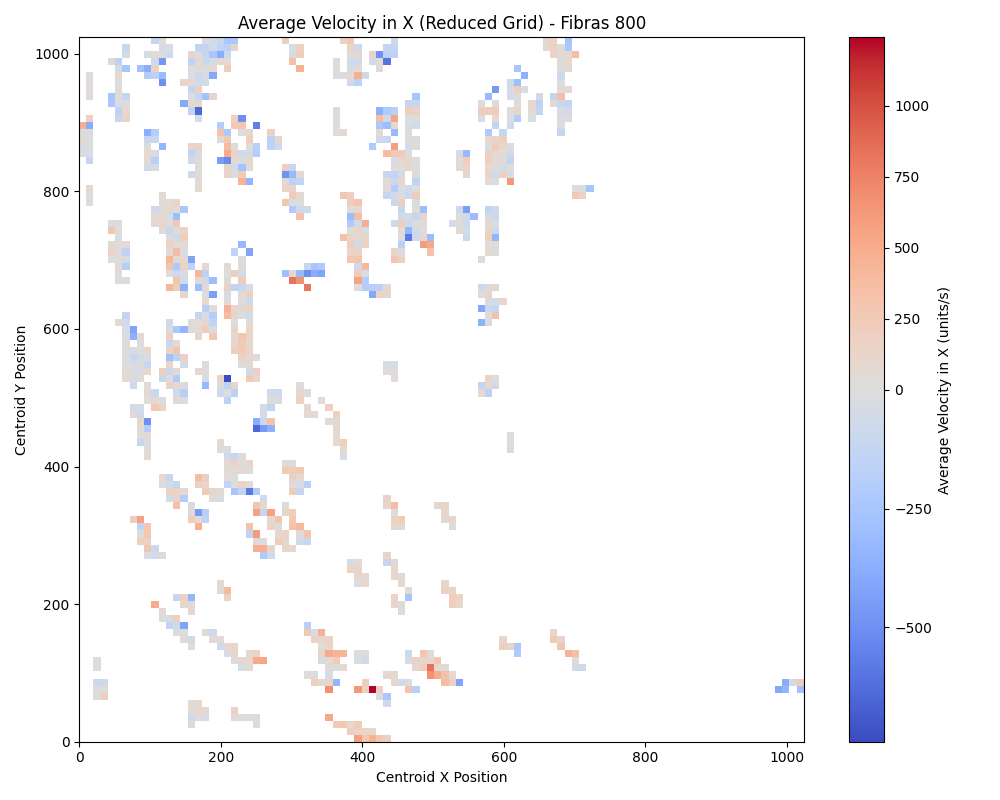 Average Velocity in X (Reduced Grid) - Fibras 800
1000
800
600
400
200
0
Centroid Y Position
0 200 400 600 800 1000
Centroid X Position
1000
750
500
250
0
−250
−500
Average Velocity in X (units/s)